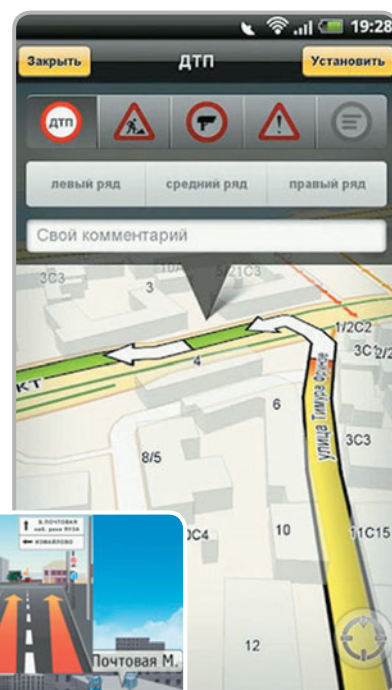 19:28
Закрыть ДТП Установить
ДТП
левый ряд средний ряд правый ряд
Свой комментарий
3С3
3
1/2С2
4
КТ
улица Тимура Фрунзе
6
3С3
8/5
10
11С15
12
Почтовая М.